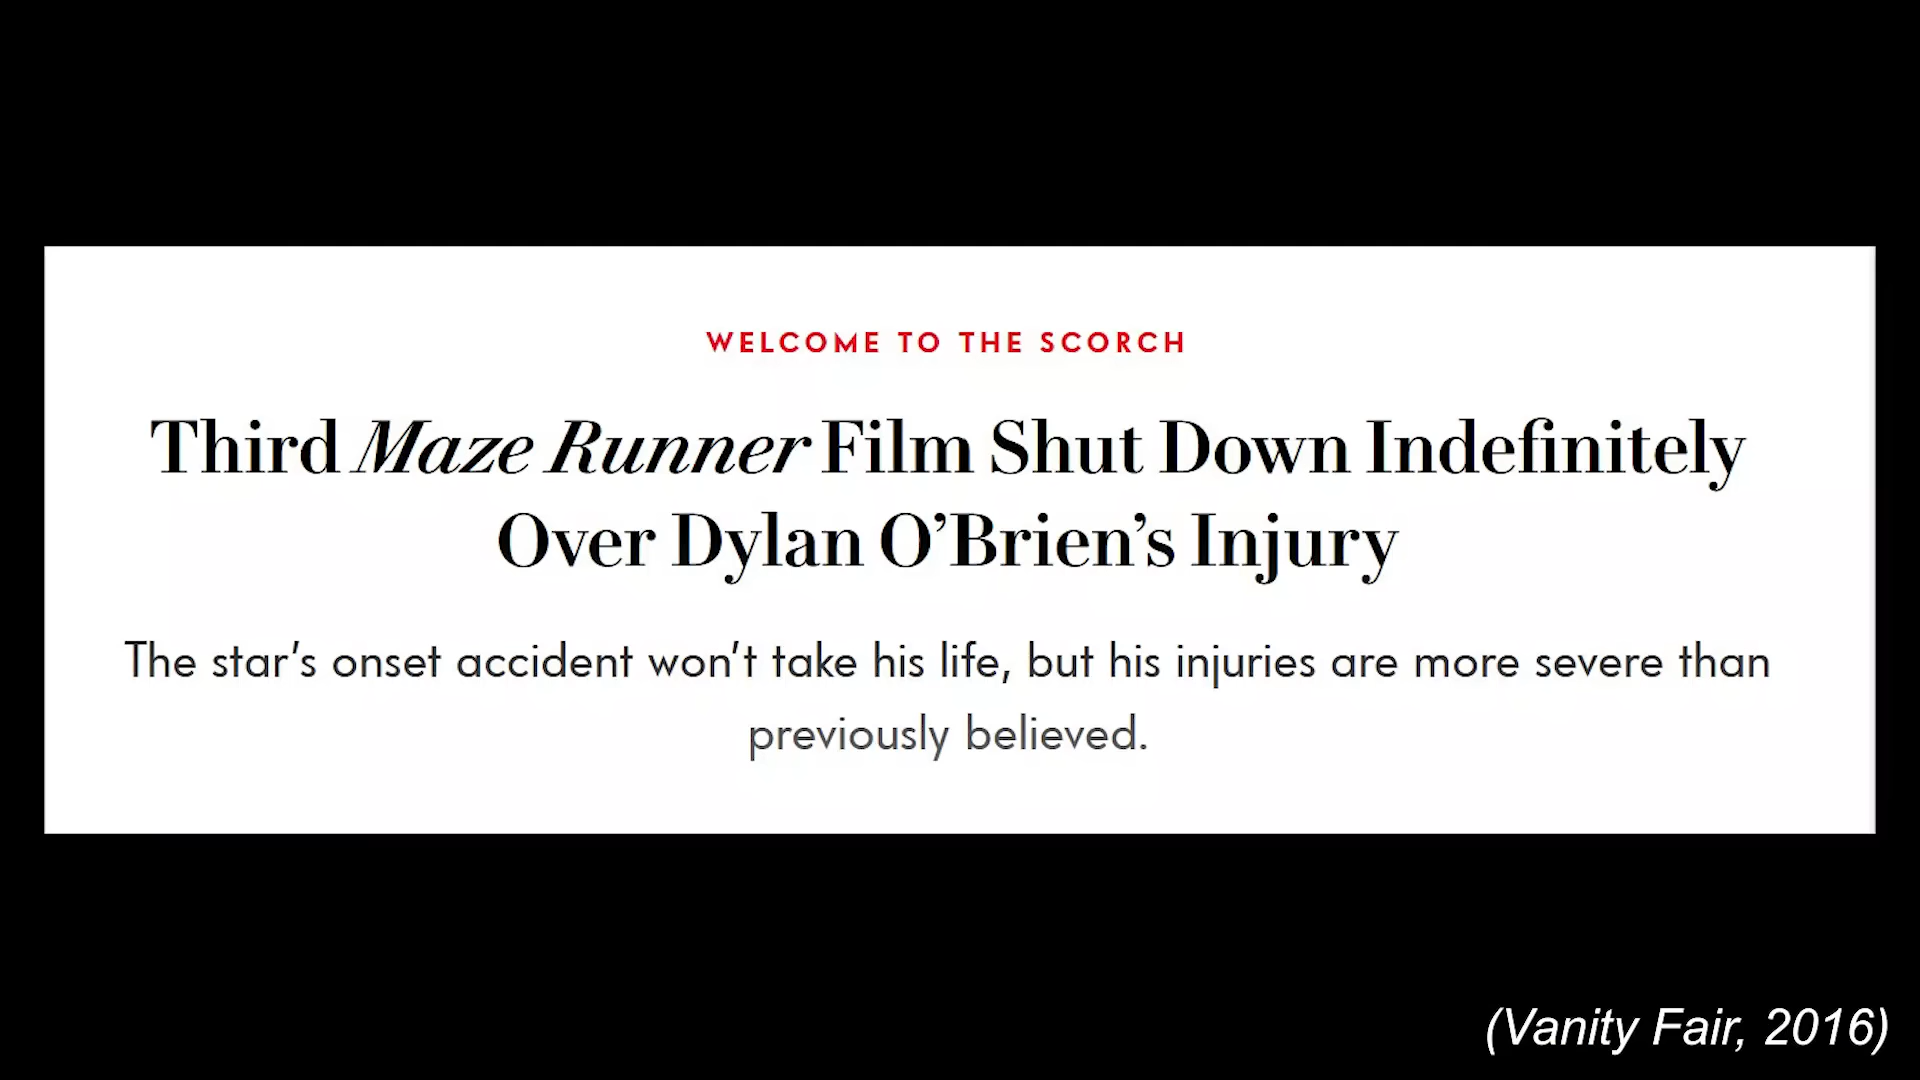 WELCOME TO THE SCORCH
Third Maze Runner Film Shut Down Indefinitely
Over Dylan O’Brien’s Injury
The star’s onset accident won’t take his life, but his injuries are more severe than
previously believed.
(Vanity Fair, 2016)